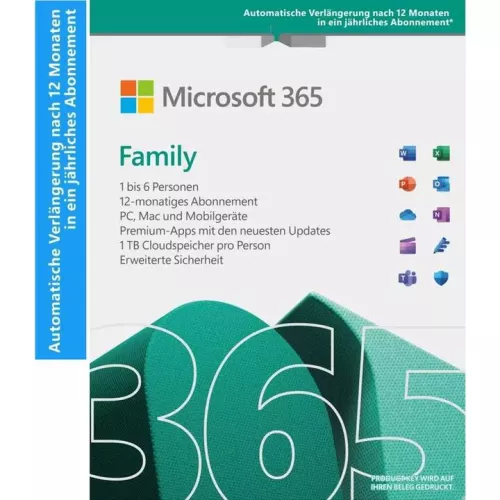 Automatische Verlängerung nach 12 Monaten
in ein jährliches Abonnement*
Automatische Verlängerung nach 12 Monaten
in ein jährliches Abonnement
Microsoft 365
Family
1 bis 6 Personen
12-monatiges Abonnement
PC, Mac und Mobilgeräte
Premium-Apps mit den neuesten Updates
1 TB Cloudspeicher pro Person
Erweiterte Sicherheit
W
X
P
O
N
T
365
PRODUCT KEY WIRD AUF
IHREN BELEG GEDRUCKT.